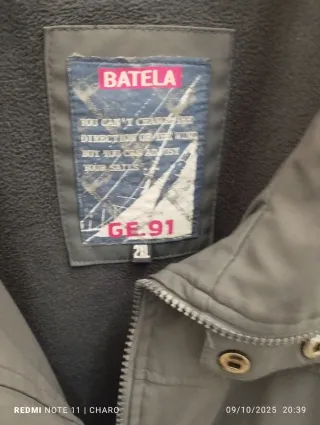 BATELA
YOU CAN'T CHANGE THE
DIRECTION OF THE WIND
BUT YOU CAN ADJUST
YOUR SAILS ...
GE.91
REDMI NOTE 11 | CHARO
09/10/2025 20:39